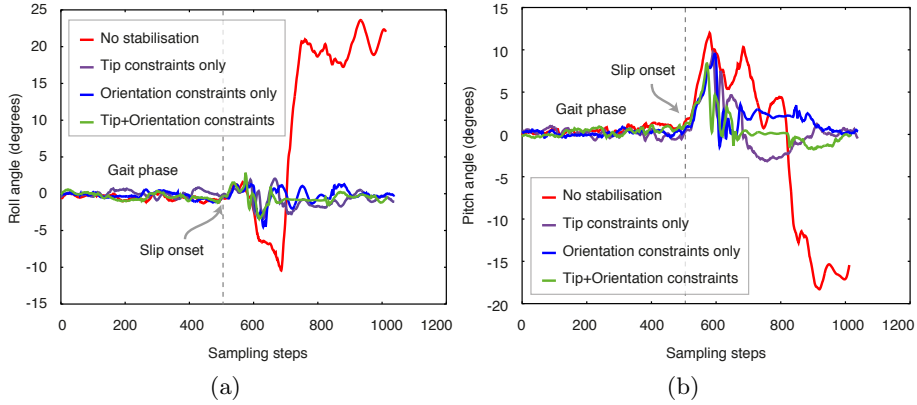 25
20
15
10
5
0
-5
-10
-15
Roll angle (degrees)
No stabilisation
Tip constraints only
Orientation constraints only
Tip+Orientation constraints
Gait phase
Slip onset
0
200
400
600
800
1000
1200
Sampling steps
(a)
15
10
5
0
-5
-10
-15
-20
Pitch angle (degrees)
Slip onset
Gait phase
No stabilisation
Tip constraints only
Orientation constraints only
Tip+Orientation constraints
0
200
400
600
800
1000
1200
Sampling steps
(b)